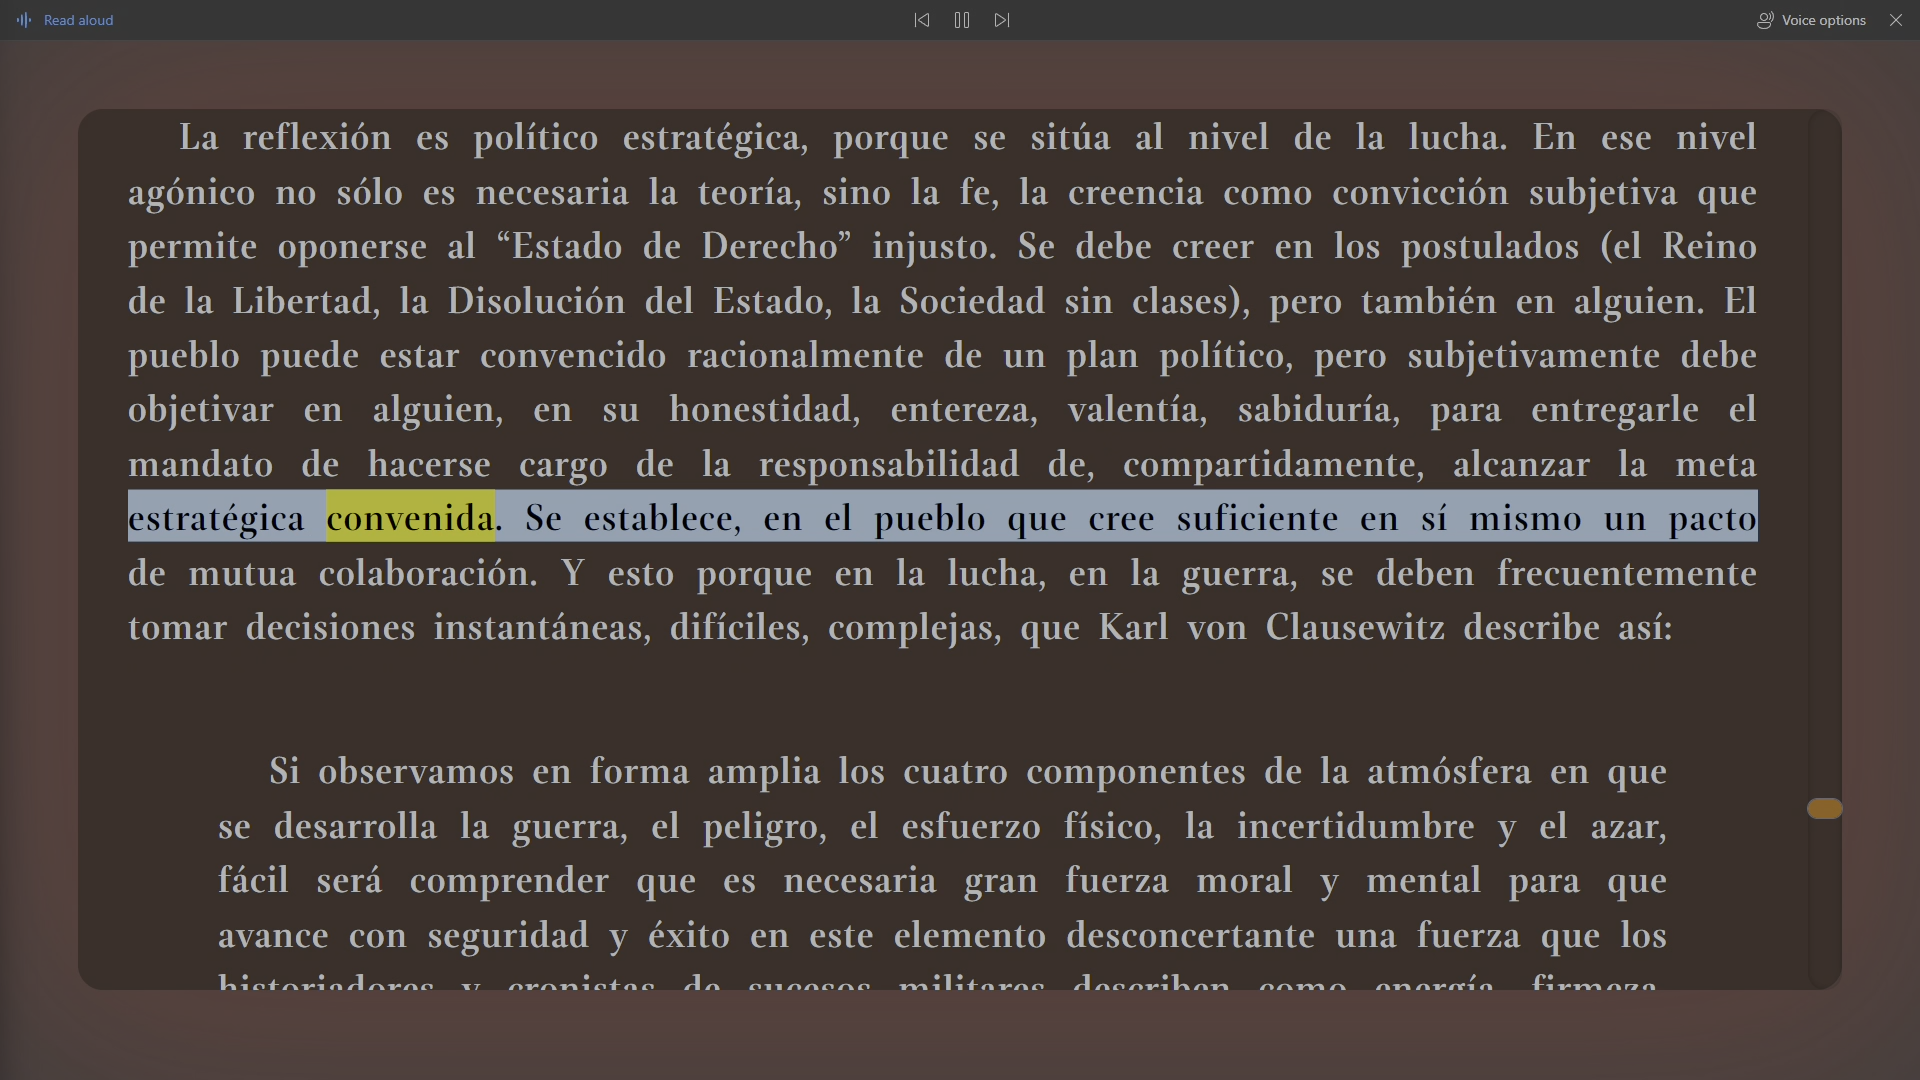 Read aloud
Voice options
La reflexión es político estratégica, porque se sitúa al nivel de la lucha. En ese nivel
agónico no sólo es necesaria la teoría, sino la fe, la creencia como convicción subjetiva que
permite oponerse al “Estado de Derecho” injusto. Se debe creer en los postulados (el Reino
de la Libertad, la Disolución del Estado, la Sociedad sin clases), pero también en alguien. El
pueblo puede estar convencido racionalmente de un plan político, pero subjetivamente debe
objetivar en alguien, en su honestidad, entereza, valentía, sabiduría, para entregarle el
mandato de hacerse cargo de la responsabilidad de, compartidamente, alcanzar la meta
estratégica convenida. Se establece, en el pueblo que cree suficiente en sí mismo un pacto
de mutua colaboración. Y esto porque en la lucha, en la guerra, se deben frecuentemente
tomar decisiones instantáneas, difíciles, complejas, que Karl von Clausewitz describe así:
Si observamos en forma amplia los cuatro componentes de la atmósfera en que
se desarrolla la guerra, el peligro, el esfuerzo físico, la incertidumbre y el azar,
fácil será comprender que es necesaria gran fuerza moral y mental para que
avance con seguridad y éxito en este elemento desconcertante una fuerza que los
historiadores y cronistas de sucesos militares describen como energía, firmeza,